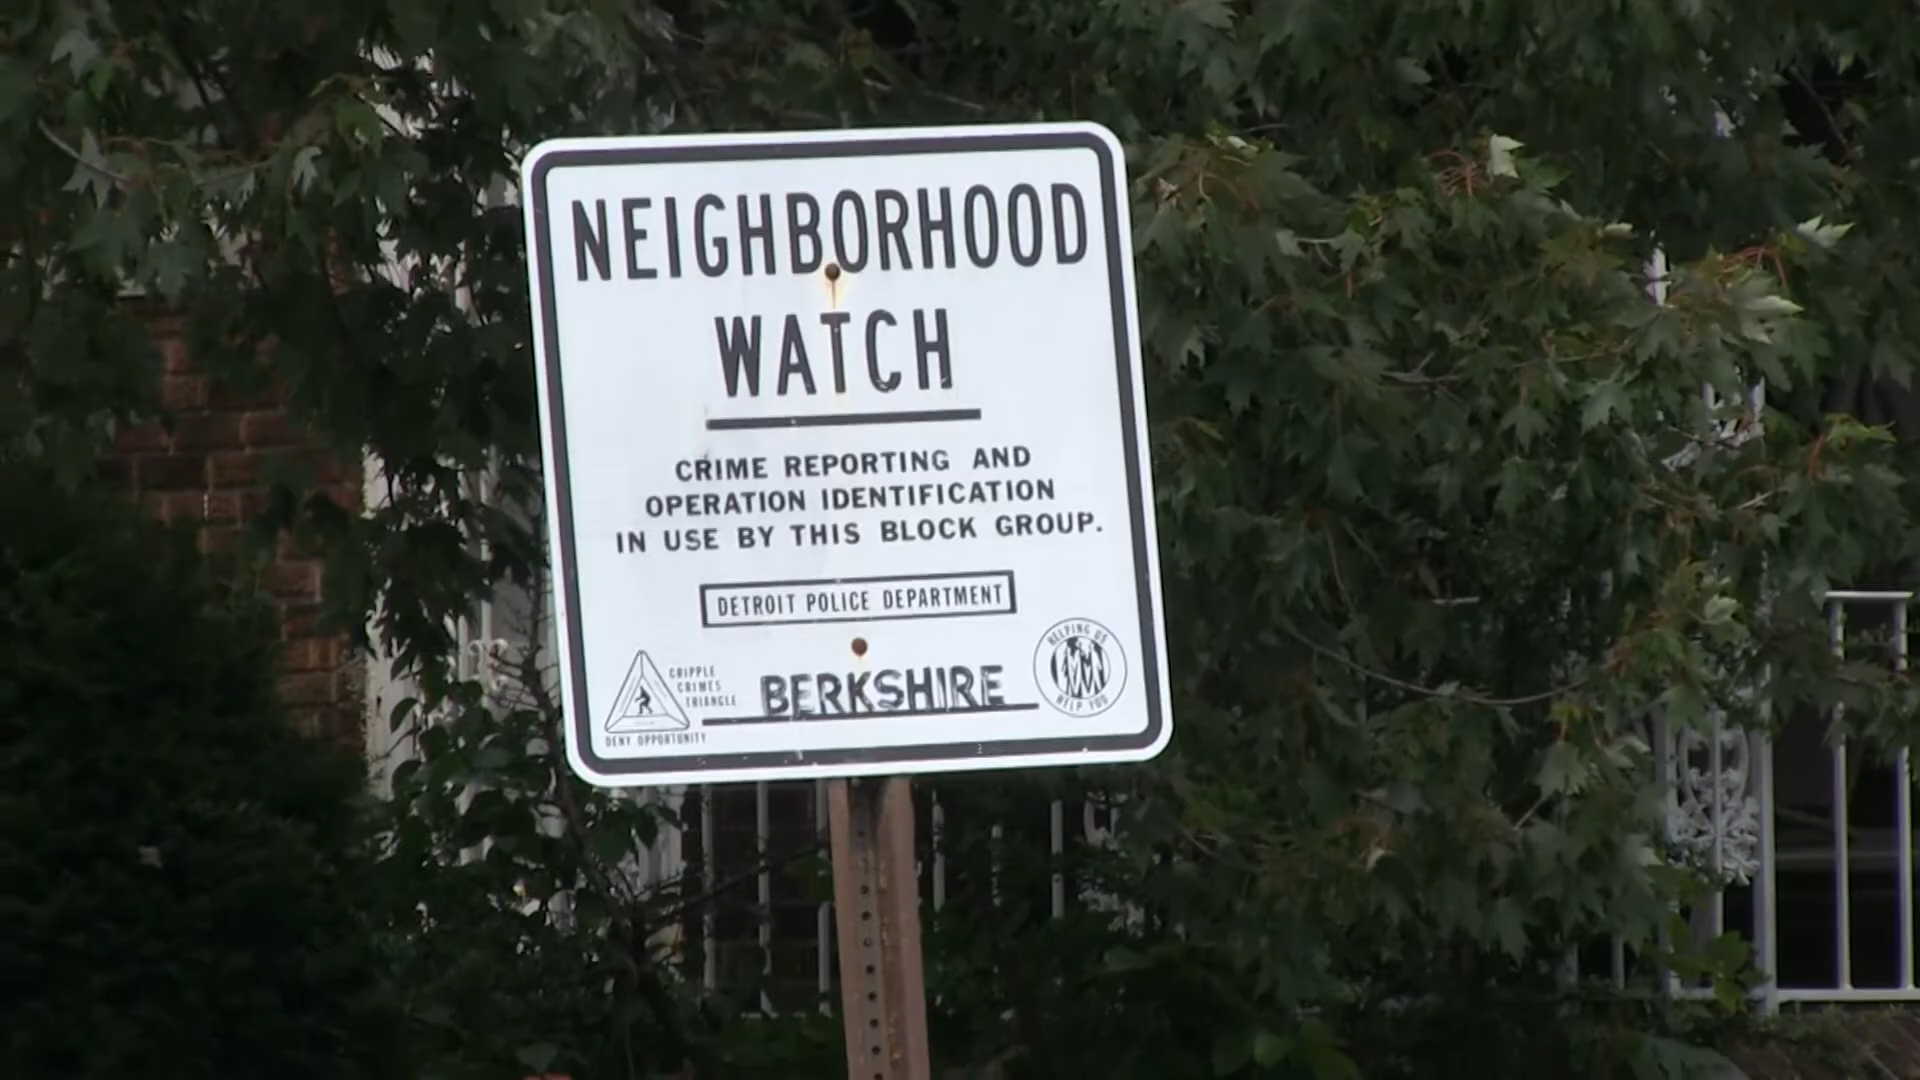 NEIGHBORHOOD
WATCH
CRIME REPORTING AND
OPERATION IDENTIFICATION
IN USE BY THIS BLOCK GROUP.
DETROIT POLICE DEPARTMENT
CRIPPLE
CRIMES
TRIANGLE
DENY OPPORTUNITY
BERKSHIRE
HELPING US
HELP YOU